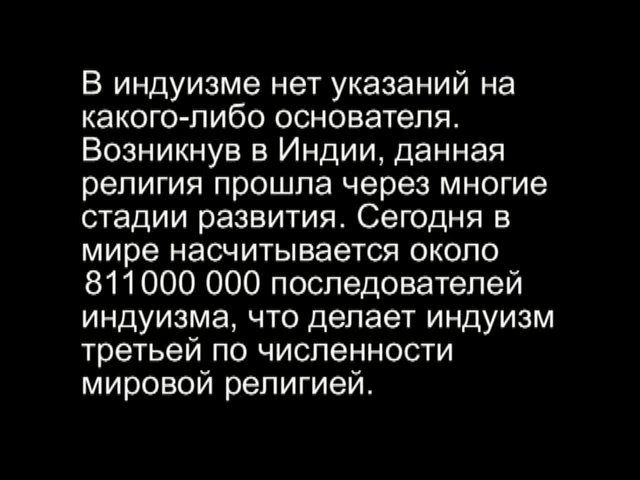 В индуизме нет указаний на
какого-либо основателя.
Возникнув в Индии, данная
религия прошла через многие
стадии развития. Сегодня в
мире насчитывается около
811000 000 последователей
индуизма, что делает индуизм
третьей по численности
мировой религией.